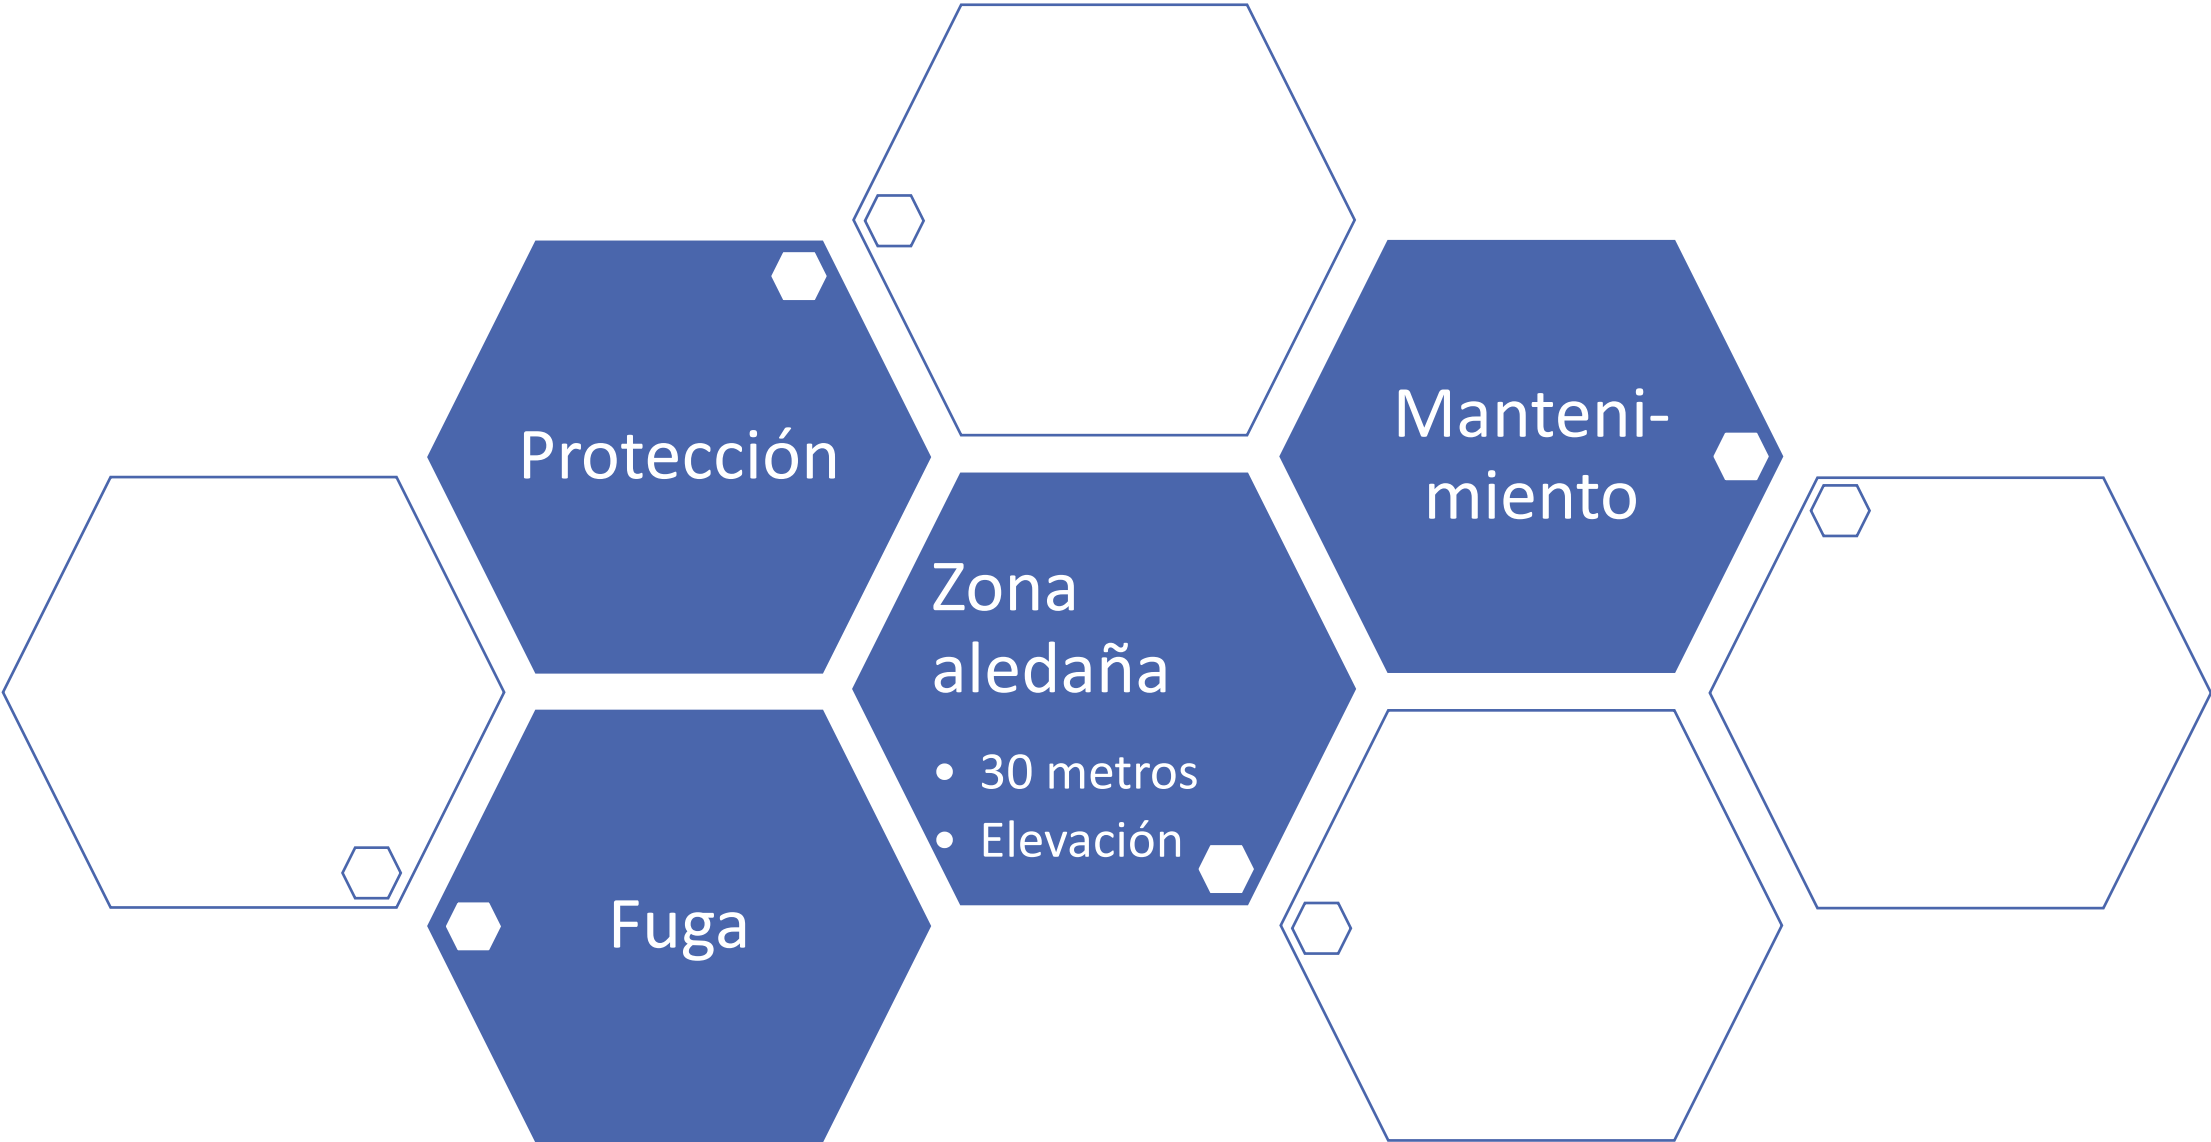 Protección
Manteni-
miento
Zona
aledaña
• 30 metros
• Elevación
Fuga